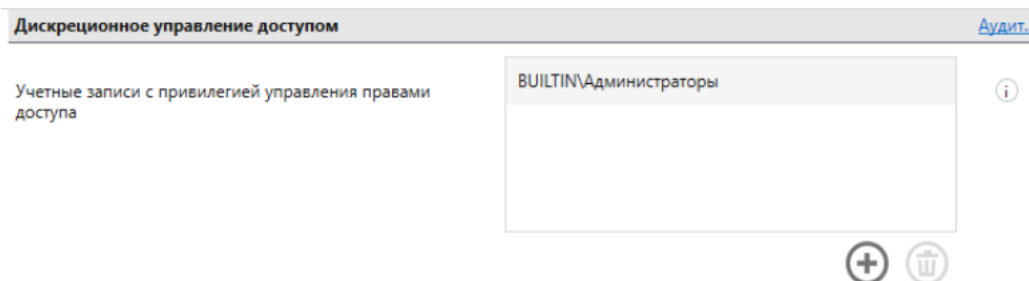 Дискреционное управление доступом
Аудит..
Учетные записи с привилегией управления правами
доступа
BUILTIN\Администраторы